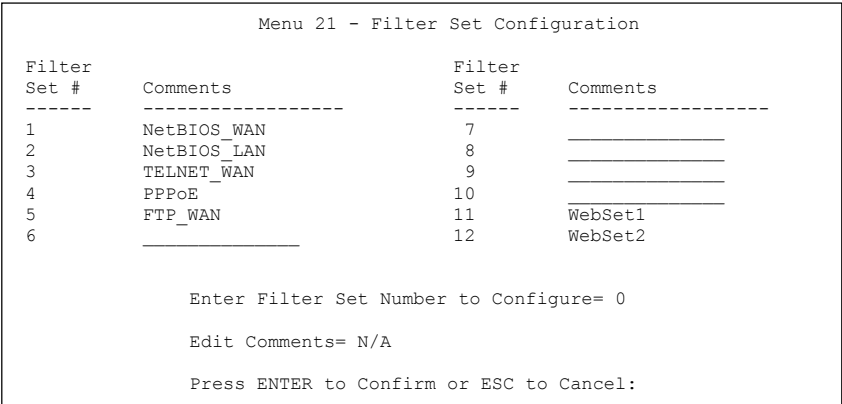 Menu 21 - Filter Set Configuration
Filter Filter
Set # Comments Set # Comments
------ ------------------ ------ ------------------
1 NetBIOS_WAN 7 ______________
2 NetBIOS_LAN 8 ______________
3 TELNET_WAN 9 ______________
4 PPPoE 10 ______________
5 FTP_WAN 11 WebSet1
6 ______________ 12 WebSet2
Enter Filter Set Number to Configure= 0
Edit Comments= N/A
Press ENTER to Confirm or ESC to Cancel: